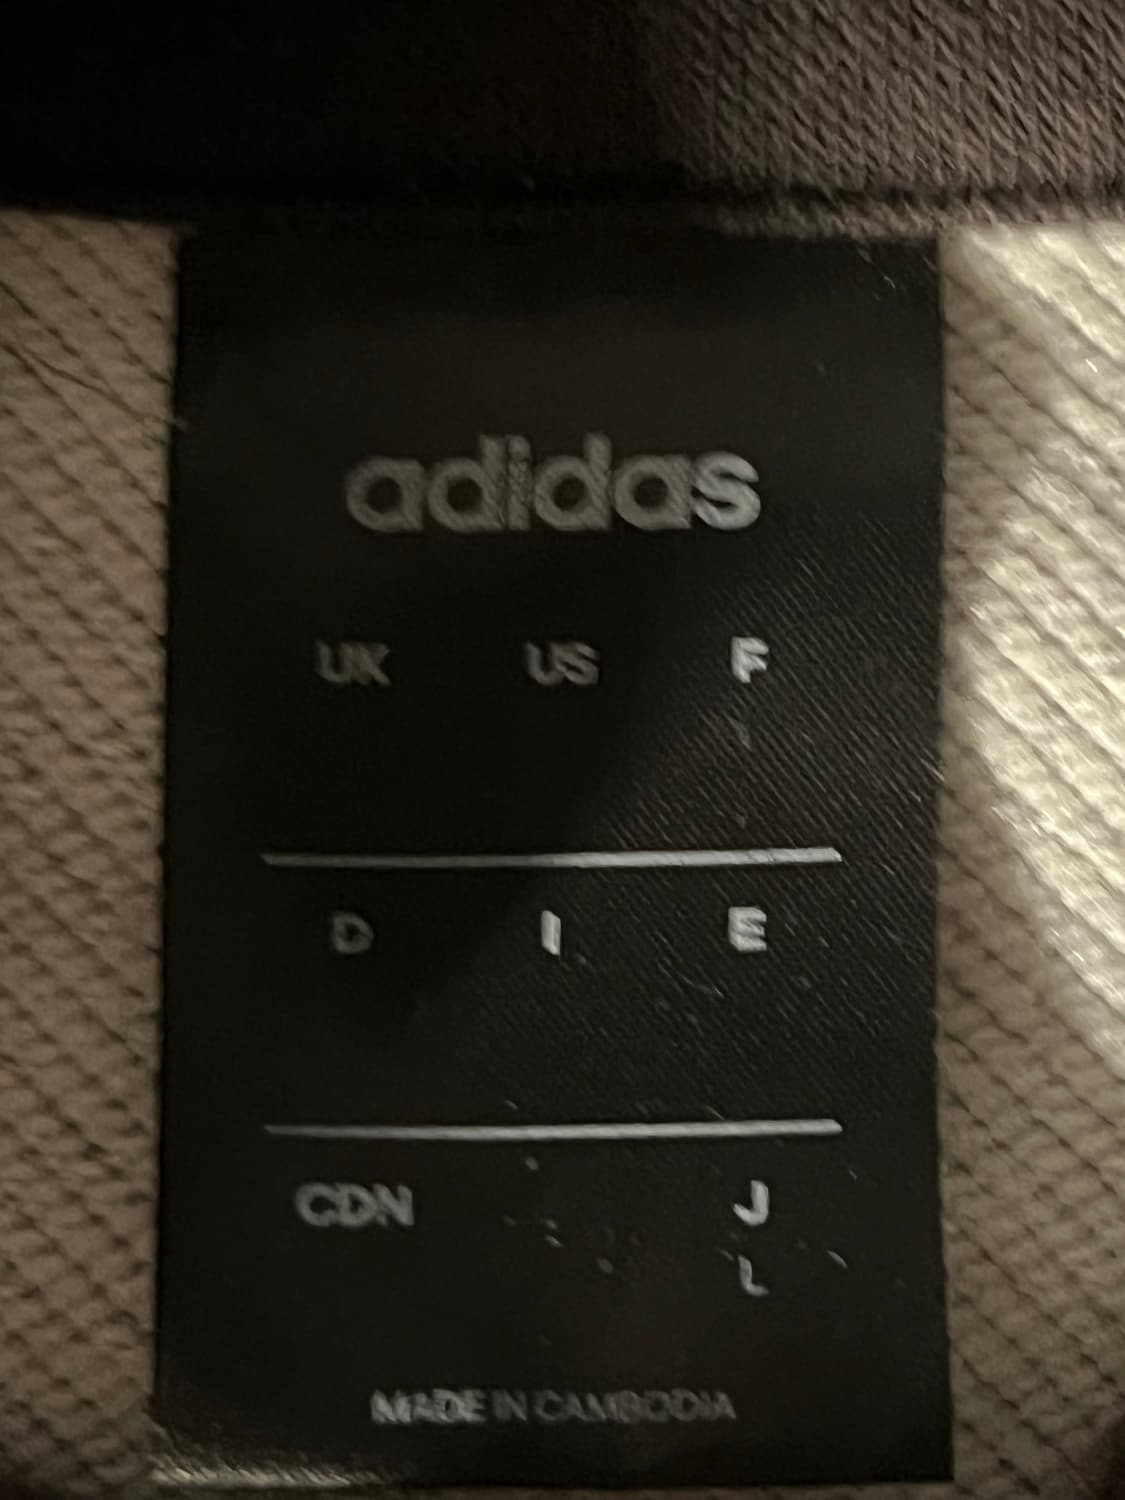 adidas
UK US F
D I E
CDN J
L
MADE IN CAMBODIA